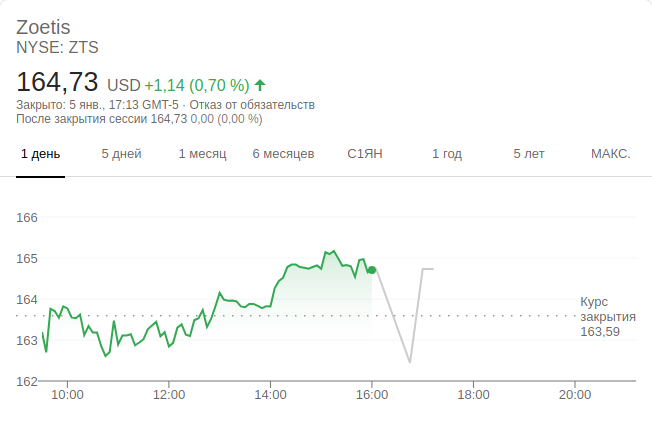 Zoetis
NYSE: ZTS
164,73 USD +1,14 (0,70 %)
Закрыто: 5 янв., 17:13 GMT-5 · Отказ от обязательств
После закрытия сессии 164,73 0,00 (0,00 %)
1 день 5 дней 1 месяц 6 месяцев С1ЯН 1 год 5 лет МАКС.
166
165
164
163
162
Курс
закрытия
163,59
10:00 12:00 14:00 16:00 18:00 20:00